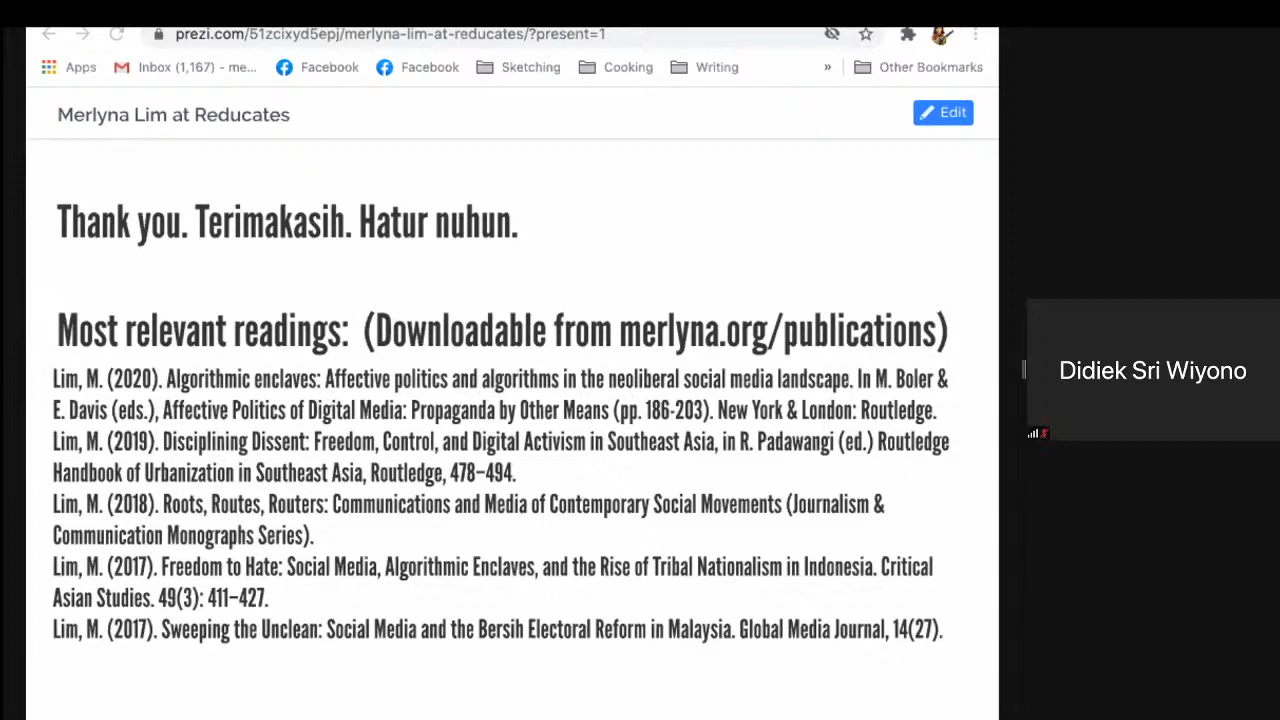 prezi.com/51zcixyd5epj/merlyna-lim-at-reducates/?present=1
Apps Inbox (1,167) - me... Facebook Facebook Sketching Cooking Writing » Other Bookmarks
Merlyna Lim at Reducates Edit
Thank you. Terimakasih. Hatur nuhun.
Most relevant readings: (Downloadable from merlyna.org/publications)
Lim, M. (2020). Algorithmic enclaves: Affective politics and algorithms in the neoliberal social media landscape. In M. Boler &
E. Davis (eds.), Affective Politics of Digital Media: Propaganda by Other Means (pp. 186-203). New York & London: Routledge.
Lim, M. (2019). Disciplining Dissent: Freedom, Control, and Digital Activism in Southeast Asia, in R. Padawangi (ed.) Routledge
Handbook of Urbanization in Southeast Asia, Routledge, 478–494.
Lim, M. (2018). Roots, Routes, Routers: Communications and Media of Contemporary Social Movements (Journalism &
Communication Monographs Series).
Lim, M. (2017). Freedom to Hate: Social Media, Algorithmic Enclaves, and the Rise of Tribal Nationalism in Indonesia. Critical
Asian Studies. 49(3): 411–427.
Lim, M. (2017). Sweeping the Unclean: Social Media and the Bersih Electoral Reform in Malaysia. Global Media Journal, 14(27).
Didiek Sri Wiyono